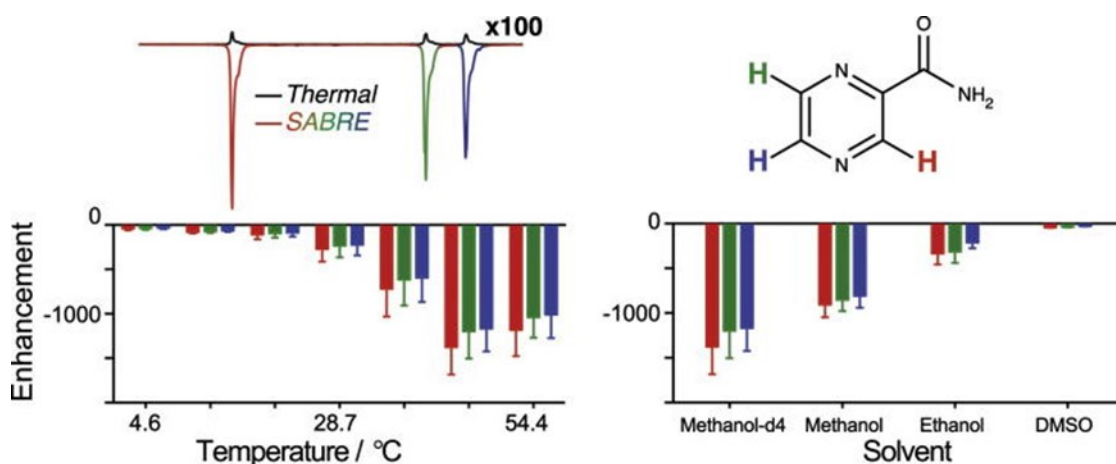 x100
Thermal
SABRE
O
H
N
NH2
H
N
H
0
-1000
Enhancement
4.6
28.7
54.4
Temperature / °C
0
-1000
Methanol-d4
Methanol
Ethanol
DMSO
Solvent